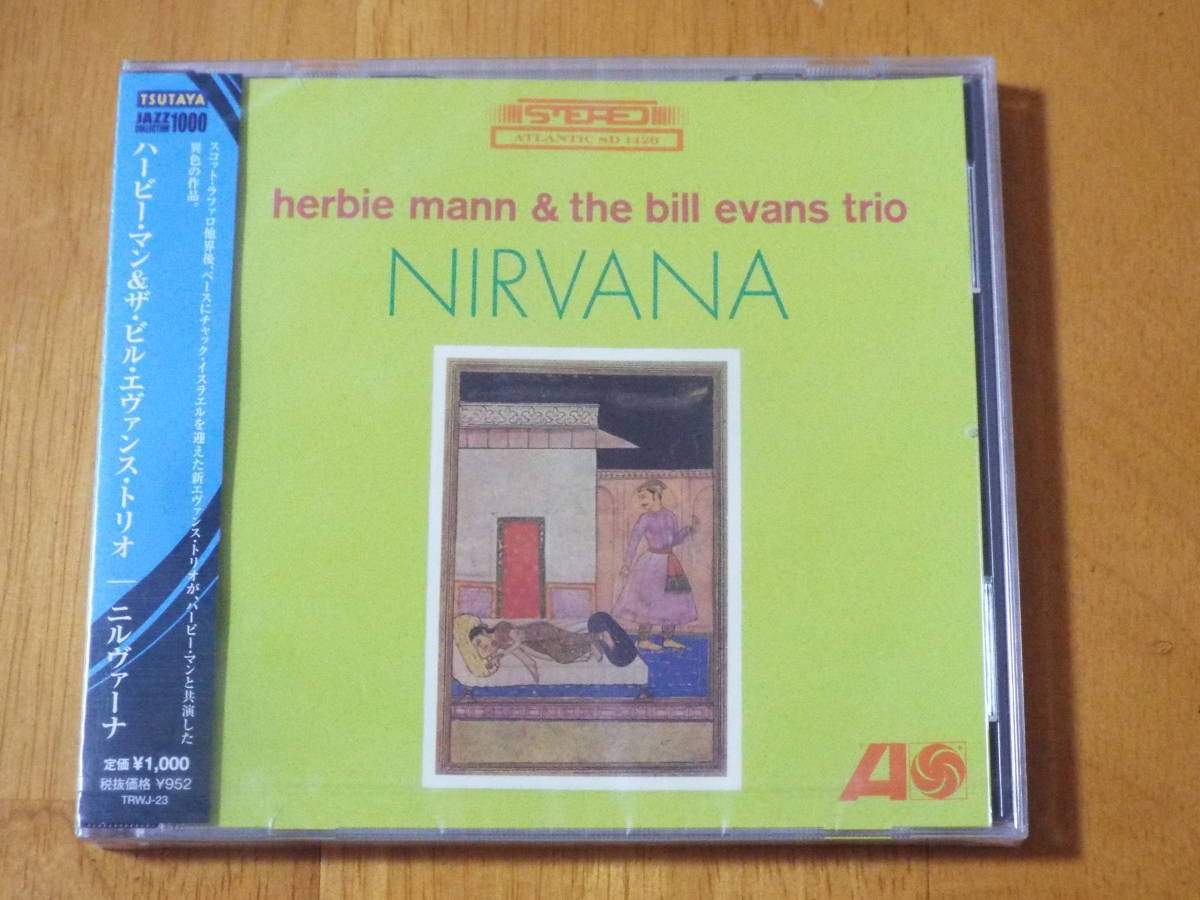 TSUTAYA
JAZZ
COLLECTION 1000
スコット・ラファロ他界後、ベースにチャック・イスラエルを迎えた新エヴァンス・トリオが、ハービー・マンと共演した
異色の作品。
ハービー・マン&ザ・ビル・エヴァンス・トリオ｜ニルヴァーナ
定価 ¥1,000
税抜価格 ¥952
TRWJ-23
STEREO
ATLANTIC SD 1426
herbie mann & the bill evans trio
NIRVANA
A